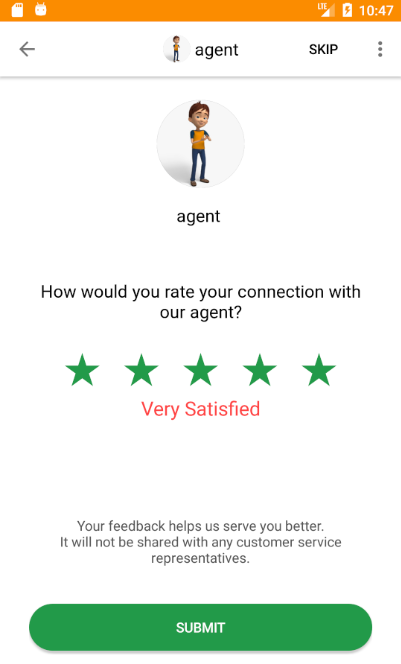 LTE 10:47
agent SKIP
agent
How would you rate your connection with
our agent?
Very Satisfied
Your feedback helps us serve you better.
It will not be shared with any customer service
representatives.
SUBMIT